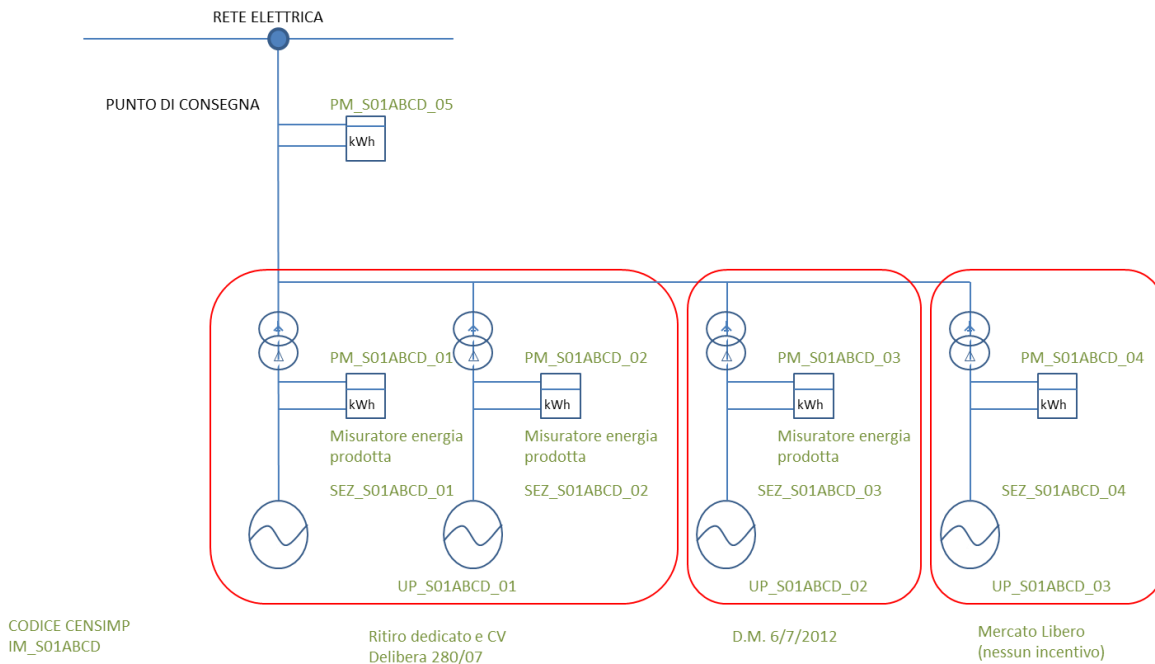 RETE ELETTRICA
PUNTO DI CONSEGNA
PM_S01ABCD_05
kWh
PM_S01ABCD_01
PM_S01ABCD_02
PM_S01ABCD_03
PM_S01ABCD_04
kWh
kWh
kWh
kWh
Misuratore energia
prodotta
Misuratore energia
prodotta
Misuratore energia
prodotta
SEZ_S01ABCD_01
SEZ_S01ABCD_02
SEZ_S01ABCD_03
SEZ_S01ABCD_04
UP_S01ABCD_01
UP_S01ABCD_02
UP_S01ABCD_03
CODICE CENSIMP
IM_S01ABCD
Ritiro dedicato e CV
Delibera 280/07
D.M. 6/7/2012
Mercato Libero
(nessun incentivo)